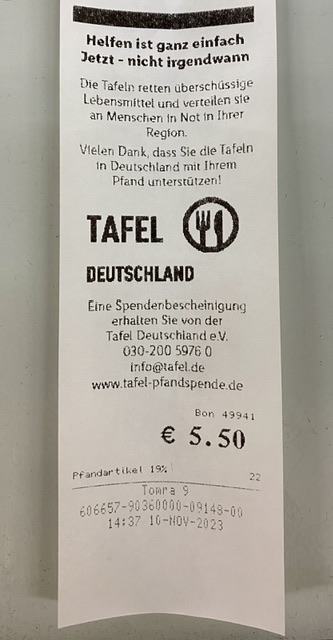 Helfen ist ganz einfach
Jetzt - nicht irgendwann
Die Tafeln retten überschüssige
Lebensmittel und verteilen sie
an Menschen in Not in Ihrer
Region.
Vielen Dank, dass Sie die Tafeln
in Deutschland mit Ihrem
Pfand unterstützen!
TAFEL
DEUTSCHLAND
Eine Spendenbescheinigung
erhalten Sie von der
Tafel Deutschland e.V.
030-200 5976 0
info@tafel.de
www.tafel-pfandspende.de
Bon 49941
€ 5.50
Pfandartikel 19% 22
Tomra 9
606657-90360000-09148-00
14:37 10-NOV-2023